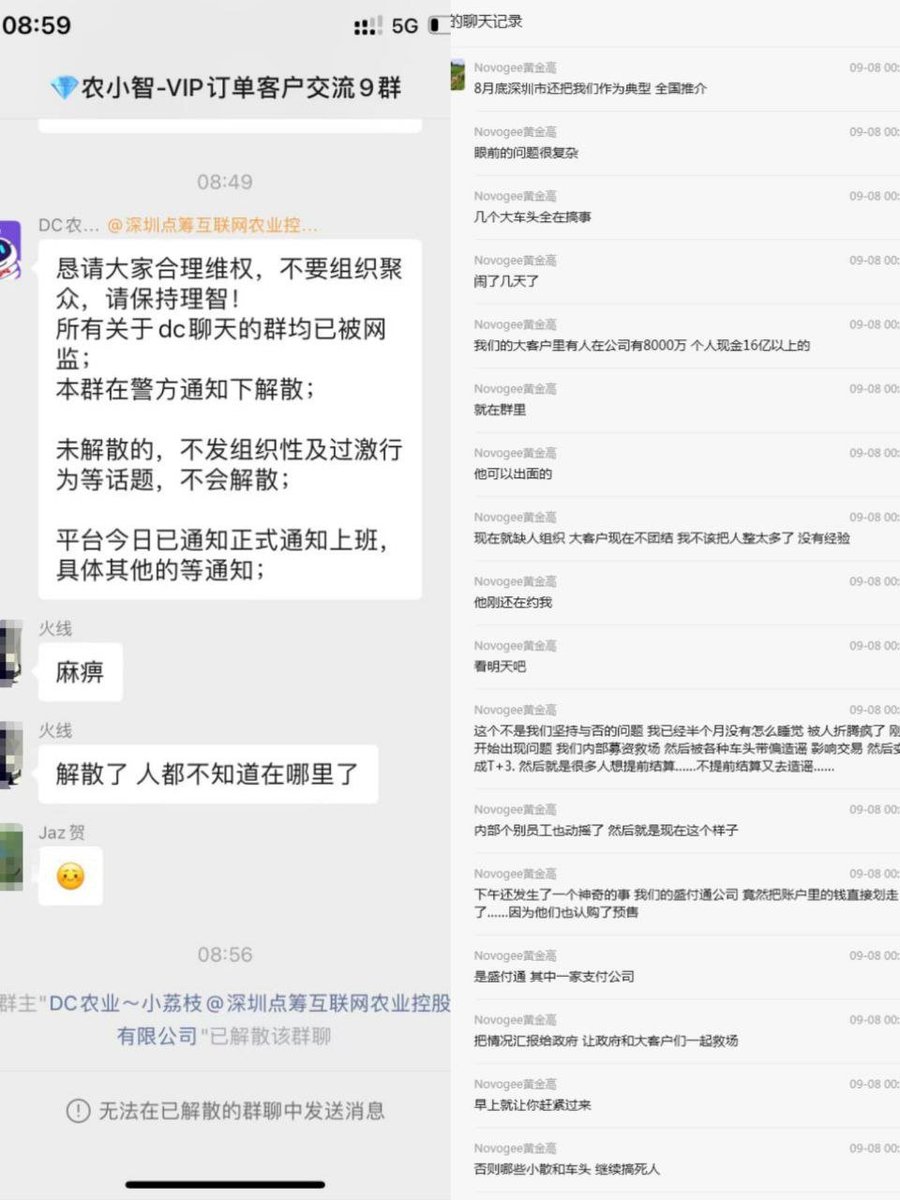 08:59
5G
农小智-VIP订单客户交流9群
08:49
DC农... @深圳点筹互联网农业控...
恳请大家合理维权，不要组织聚
众，请保持理智！
所有关于dc聊天的群均已被网
监；
本群在警方通知下解散；
未解散的，不发组织性及过激行
为等话题，不会解散；
平台今日已通知正式通知上班，
具体其他的等通知；
火线
麻痹
火线
解散了 人都不知道在哪里了
Jaz贺
08:56
群主"DC农业～小荔枝@深圳点筹互联网农业控股
有限公司"已解散该群聊
无法在已解散的群聊中发送消息
的聊天记录
Novogee黄金高 09-08 00:
8月底深圳市还把我们作为典型 全国推介
Novogee黄金高 09-08 00:
眼前的问题很复杂
Novogee黄金高 09-08 00:
几个大车头全在搞事
Novogee黄金高 09-08 00:
闹了几天了
Novogee黄金高 09-08 00:
我们的大客户里有人在公司有8000万 个人现金16亿以上的
Novogee黄金高 09-08 00:
就在群里
Novogee黄金高 09-08 00:
他可以出面的
Novogee黄金高 09-08 00:
现在就缺人组织 大客户现在不团结 我不该把人整太多了 没有经验
Novogee黄金高 09-08 00:
他刚还在约我
Novogee黄金高 09-08 00:
看明天吧
Novogee黄金高 09-08 00:
这个不是我们坚持与否的问题 我已经半个月没有怎么睡觉 被人折腾疯了 刚
开始出现问题 我们内部募资救场 然后被各种车头带偏造谣 影响交易 然后变
成T+3. 然后就是很多人想提前结算......不提前结算又去造谣......
Novogee黄金高 09-08 00:
内部个别员工也动摇了 然后就是现在这个样子
Novogee黄金高 09-08 00:
下午还发生了一个神奇的事 我们的盛付通公司 竟然把账户里的钱直接划走
了......因为他们也认购了预售
Novogee黄金高 09-08 00:
是盛付通 其中一家支付公司
Novogee黄金高 09-08 00:
把情况汇报给政府 让政府和大客户们一起救场
Novogee黄金高 09-08 00:
早上就让你赶紧过来
Novogee黄金高 09-08 00:
否则哪些小散和车头 继续搞死人